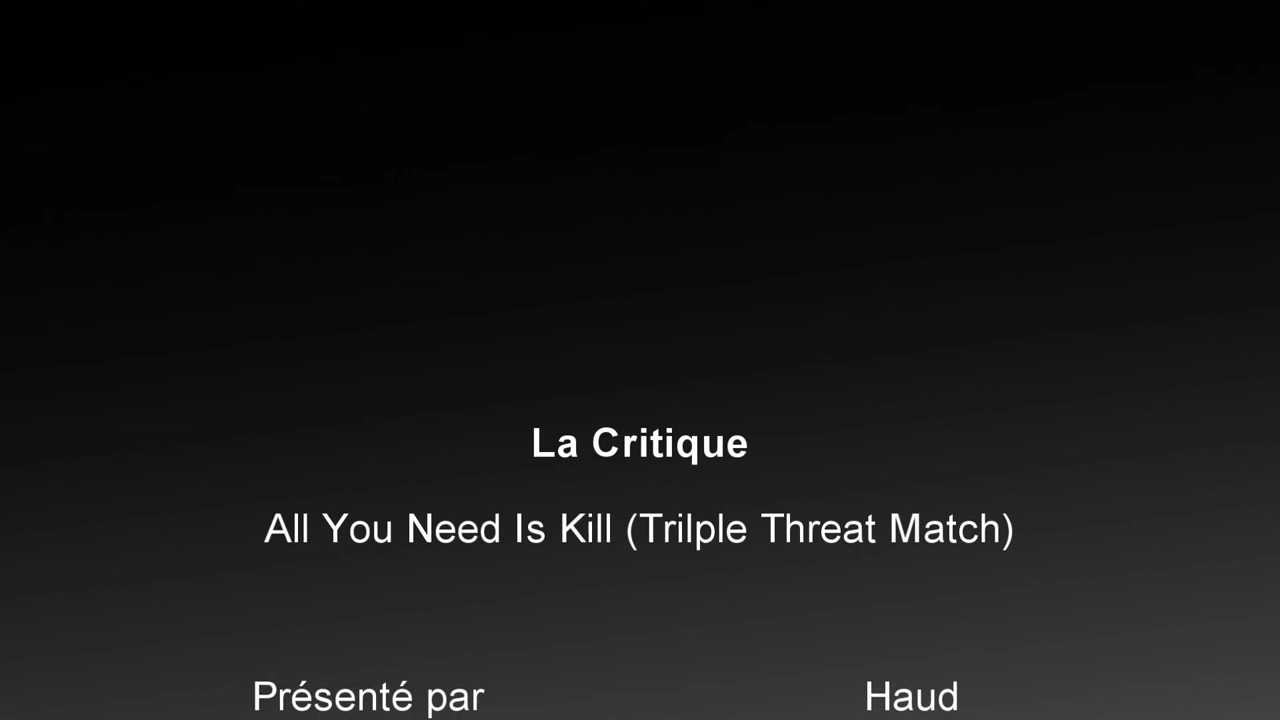 La Critique
All You Need Is Kill (Trilple Threat Match)
Présenté par Haud